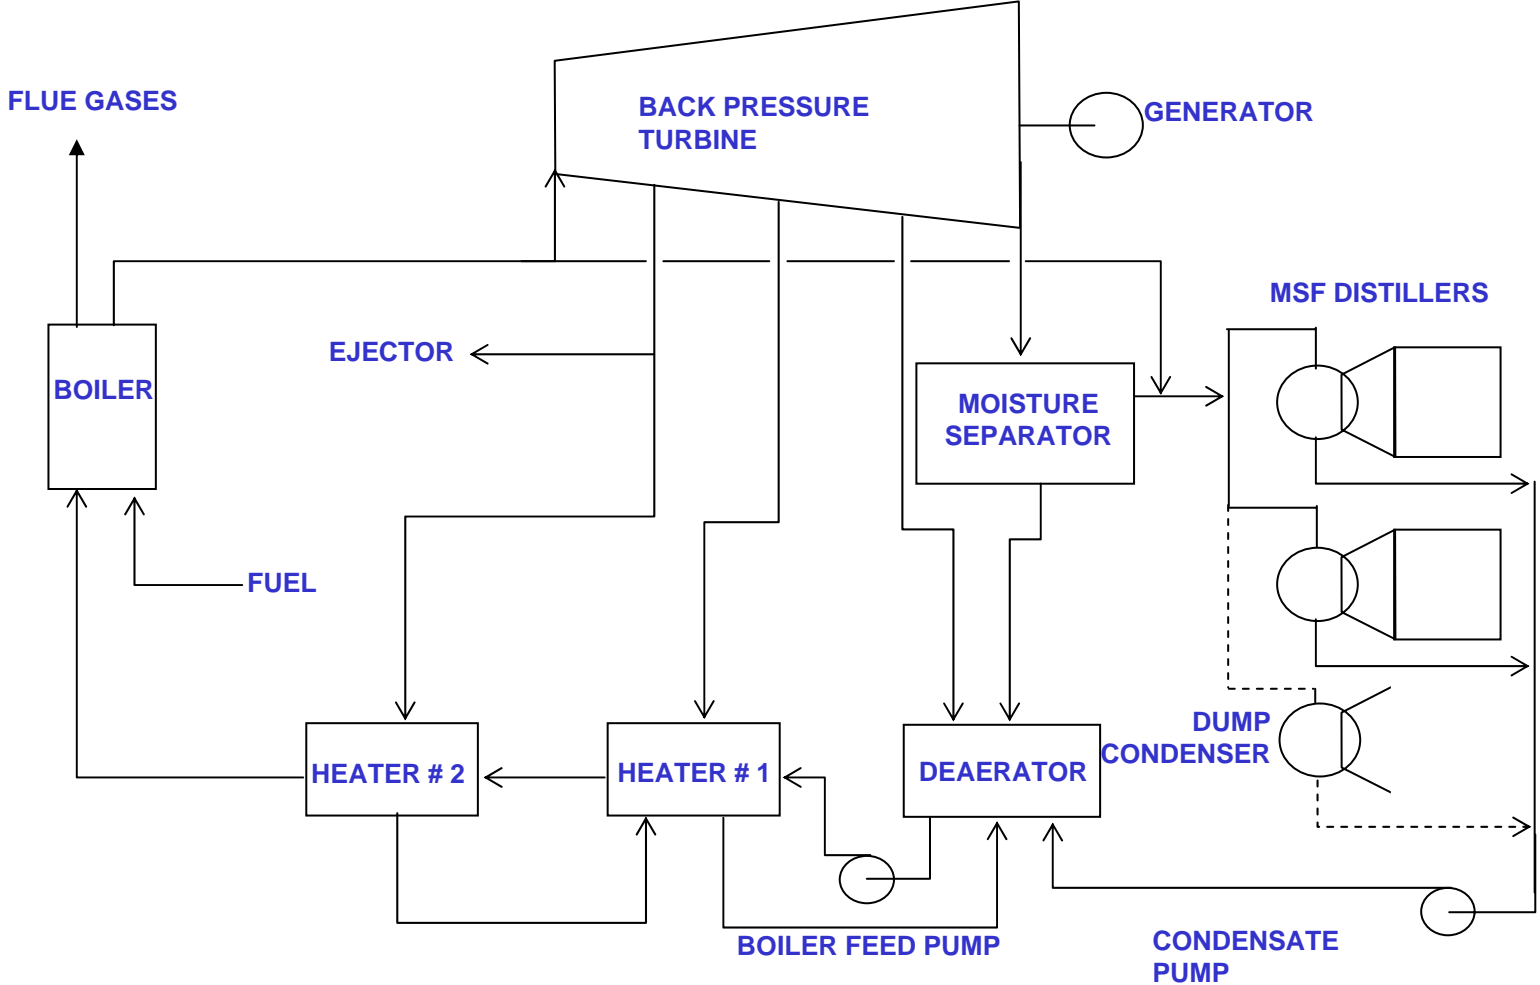 FLUE GASES
BACK PRESSURE
TURBINE
GENERATOR
MSF DISTILLERS
EJECTOR
BOILER
MOISTURE
SEPARATOR
FUEL
DUMP
CONDENSER
HEATER # 2
HEATER # 1
DEAERATOR
BOILER FEED PUMP
CONDENSATE
PUMP